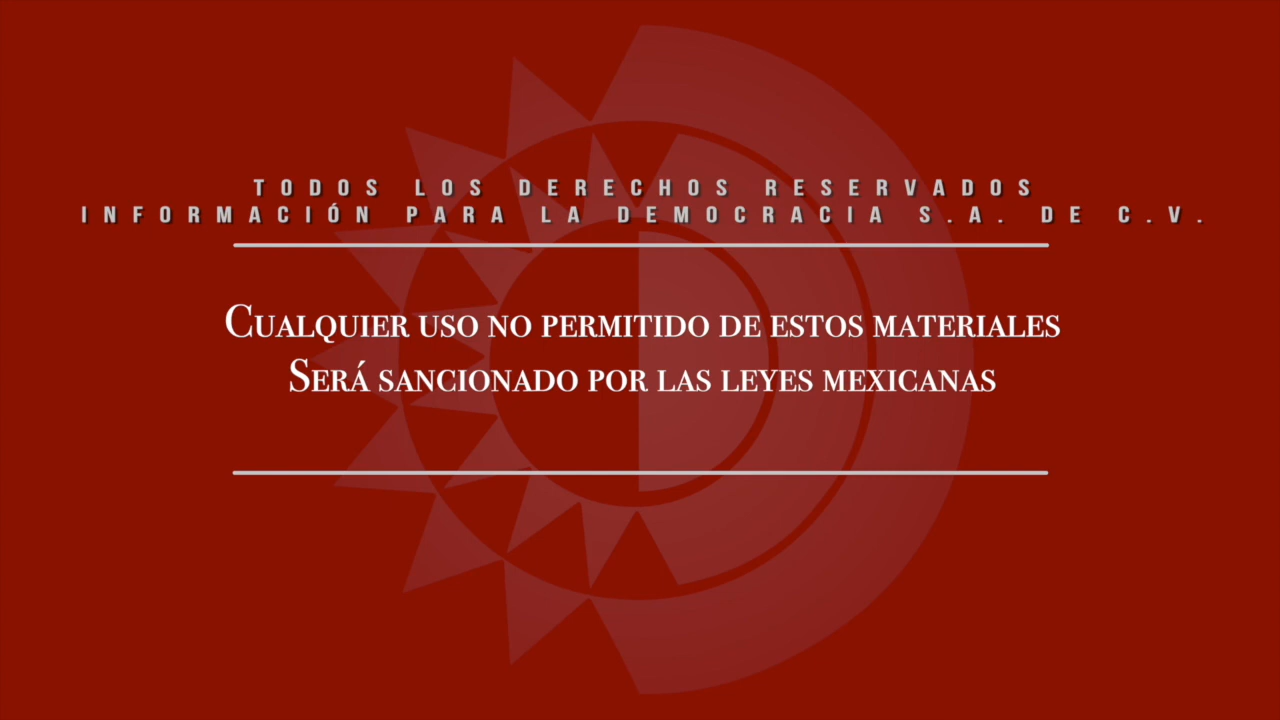 TODOS LOS DERECHOS RESERVADOS
INFORMACIÓN PARA LA DEMOCRACIA S.A. DE C.V.
CUALQUIER USO NO PERMITIDO DE ESTOS MATERIALES
SERÁ SANCIONADO POR LAS LEYES MEXICANAS